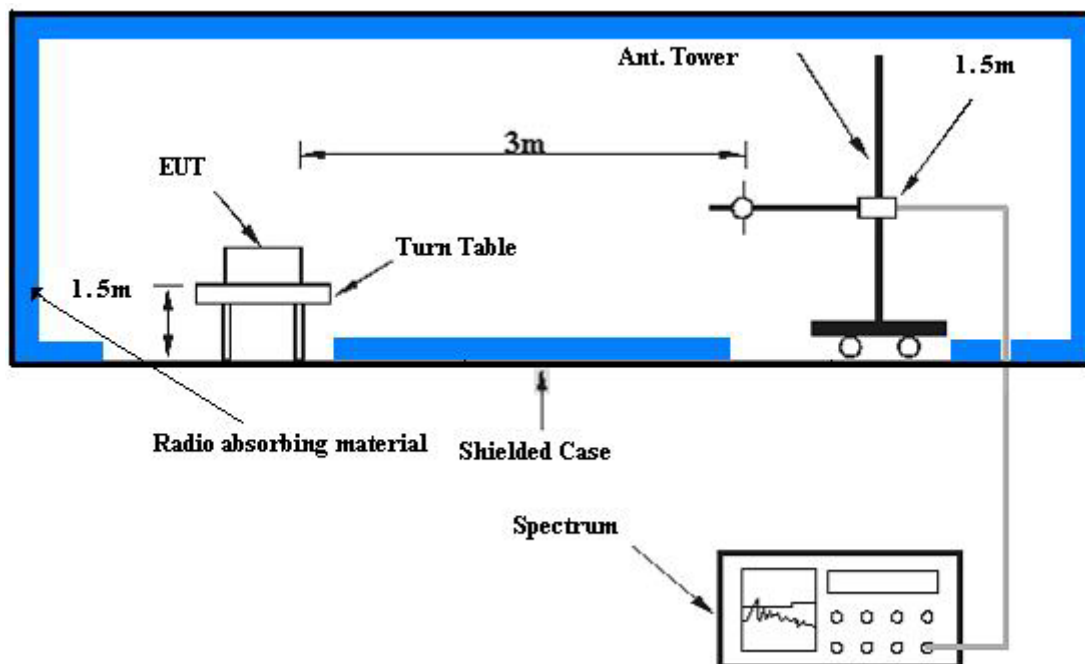 Ant. Tower
1.5m
3m
EUT
Turn Table
1.5m
Radio absorbing material
Shielded Case
Spectrum